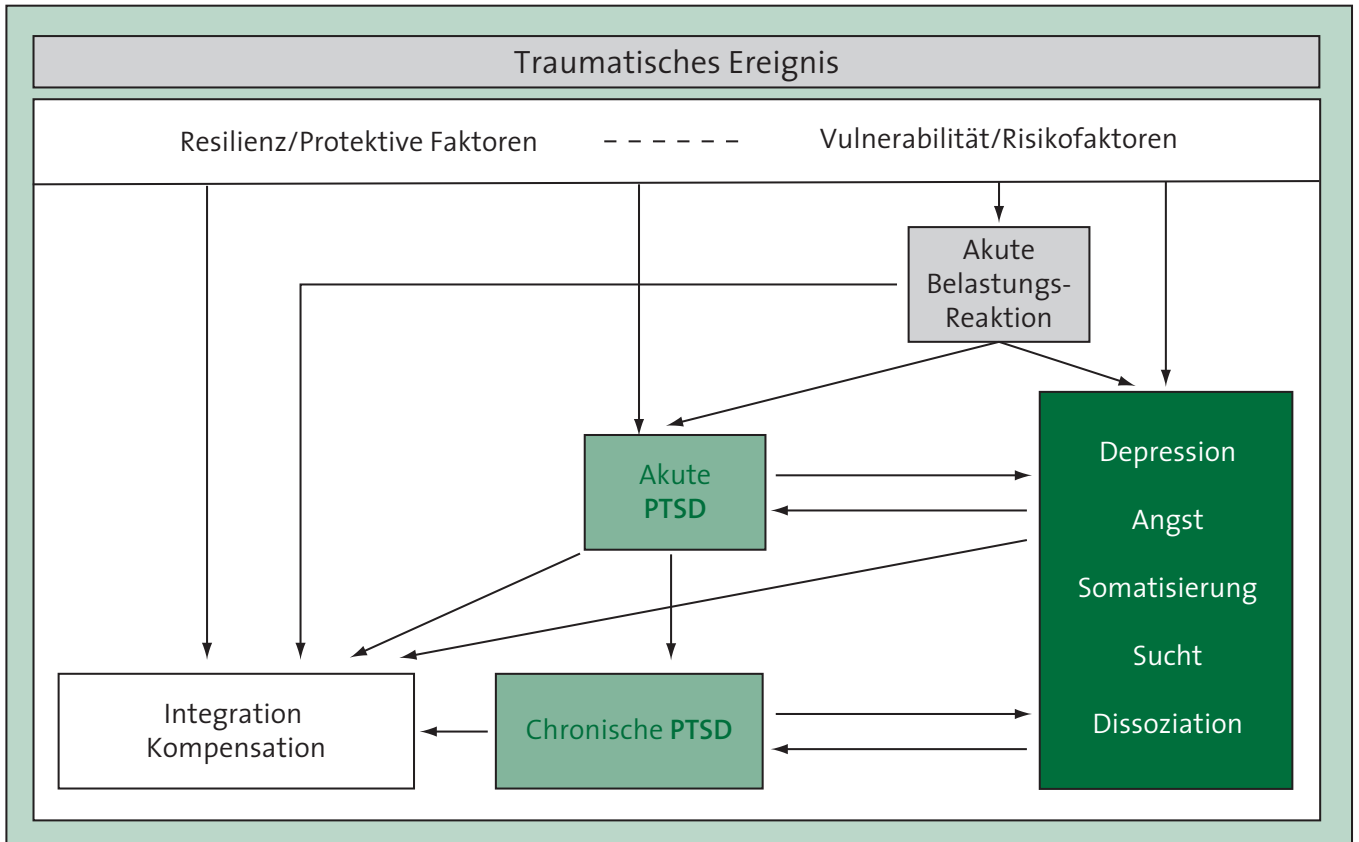 Traumatisches Ereignis
Resilienz/Protektive Faktoren
Vulnerabilität/Risikofaktoren
Akute
Belastungs-
Reaktion
Akute
PTSD
Depression
Angst
Somatisierung
Sucht
Dissoziation
Integration
Kompensation
Chronische PTSD